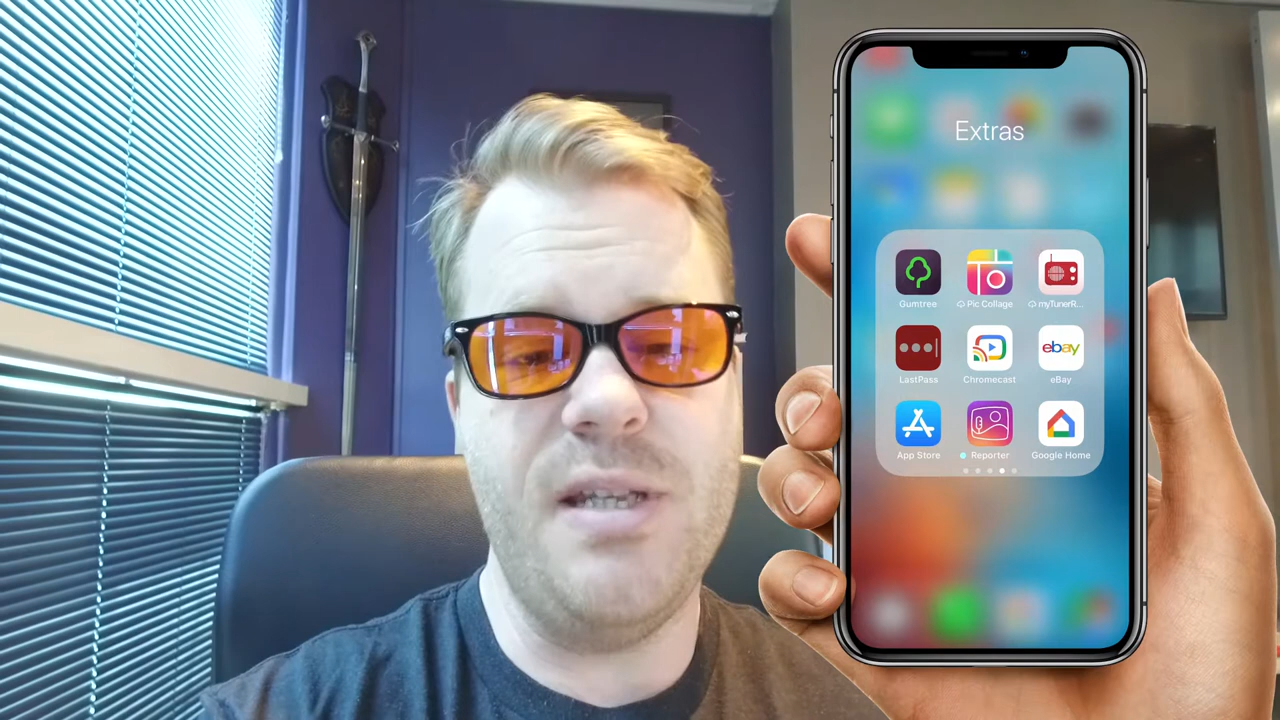 Extras
Gumtree
Pic Collage
myTunerR...
LastPass
Chromecast
ebay
eBay
App Store
Reporter
Google Home